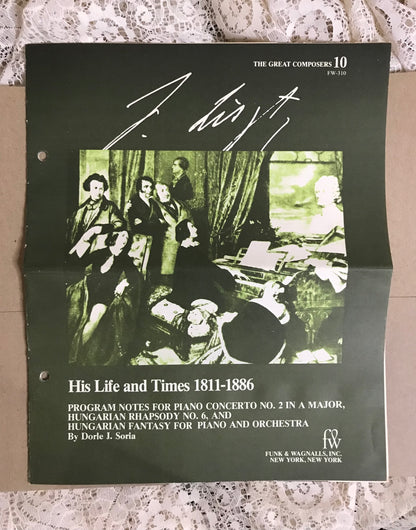 THE GREAT COMPOSERS 10
FW-310
F. Liszt,
His Life and Times 1811-1886
PROGRAM NOTES FOR PIANO CONCERTO NO. 2 IN A MAJOR,
HUNGARIAN RHAPSODY NO. 6, AND
HUNGARIAN FANTASY FOR PIANO AND ORCHESTRA
By Dorle J. Soria
fw
FUNK & WAGNALLS, INC.
NEW YORK, NEW YORK